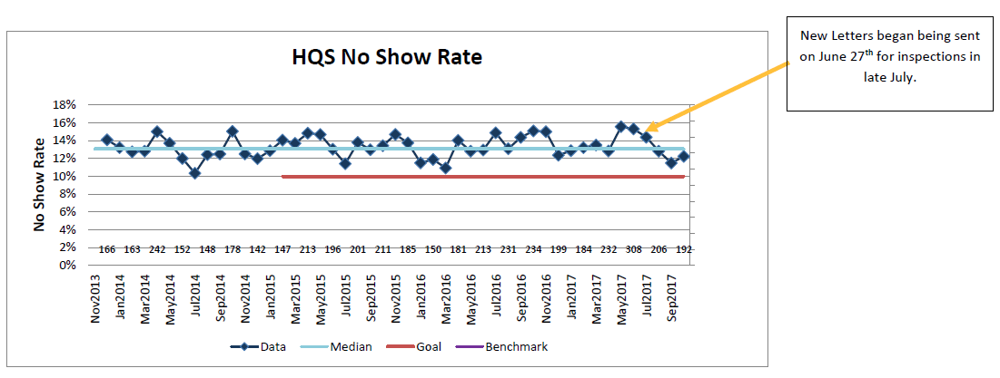 New Letters began being sent
on June 27th for inspections in
late July.
HQS No Show Rate
No Show Rate
18%
16%
14%
12%
10%
8%
6%
4%
2%
0%
166 163 242 152 148 178 142 147 213 196 201 211 185 150 181 213 231 234 199 184 232 308 206 192
Nov2013
Jan2014
Mar2014
May2014
Jul2014
Sep2014
Nov2014
Jan2015
Mar2015
May2015
Jul2015
Sep2015
Nov2015
Jan2016
Mar2016
May2016
Jul2016
Sep2016
Nov2016
Jan2017
Mar2017
May2017
Jul2017
Sep2017
Data Median Goal Benchmark